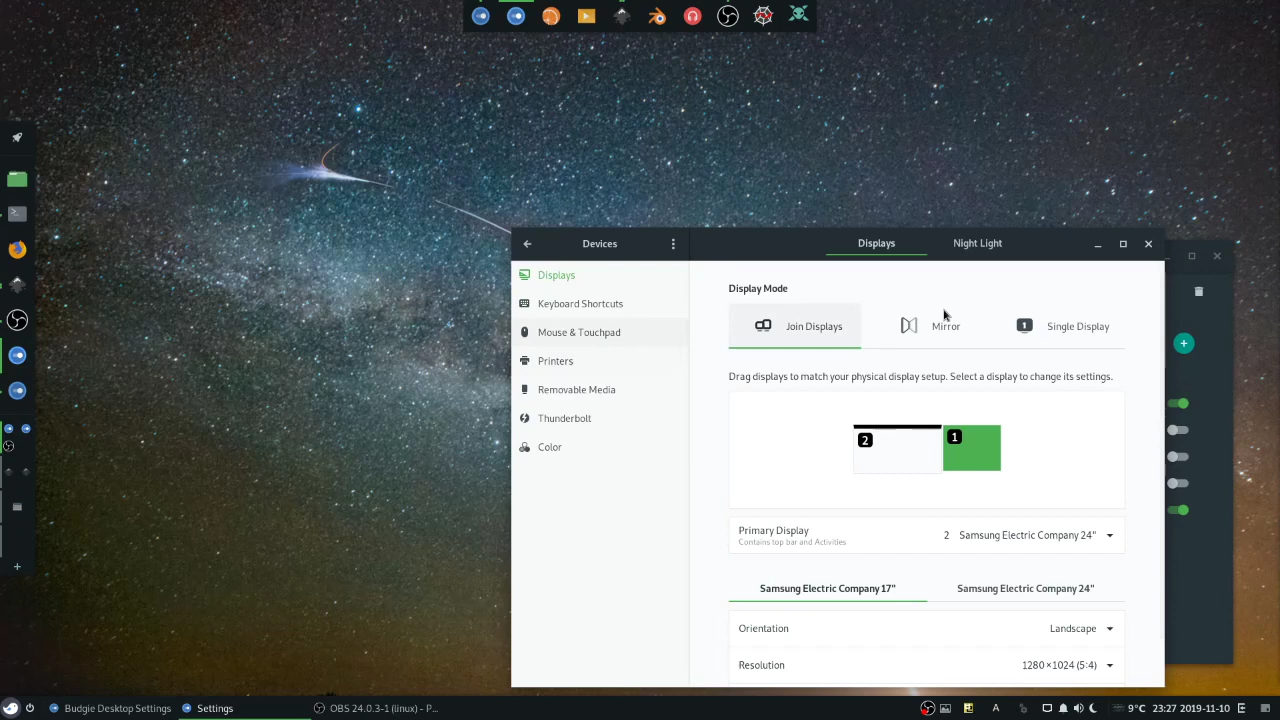 Devices
Displays
Night Light
Displays
Keyboard Shortcuts
Mouse & Touchpad
Printers
Removable Media
Thunderbolt
Color
Display Mode
Join Displays
Mirror
1
Single Display
Drag displays to match your physical display setup. Select a display to change its settings.
2
1
Primary Display
Contains top bar and Activities
2 Samsung Electric Company 24"
Samsung Electric Company 17"
Samsung Electric Company 24"
Orientation
Landscape
Resolution
1280×1024 (5:4)
Budgie Desktop Settings
Settings
OBS 24.0.3-1 (linux) - P...
A
9°C
23:27 2019-11-10